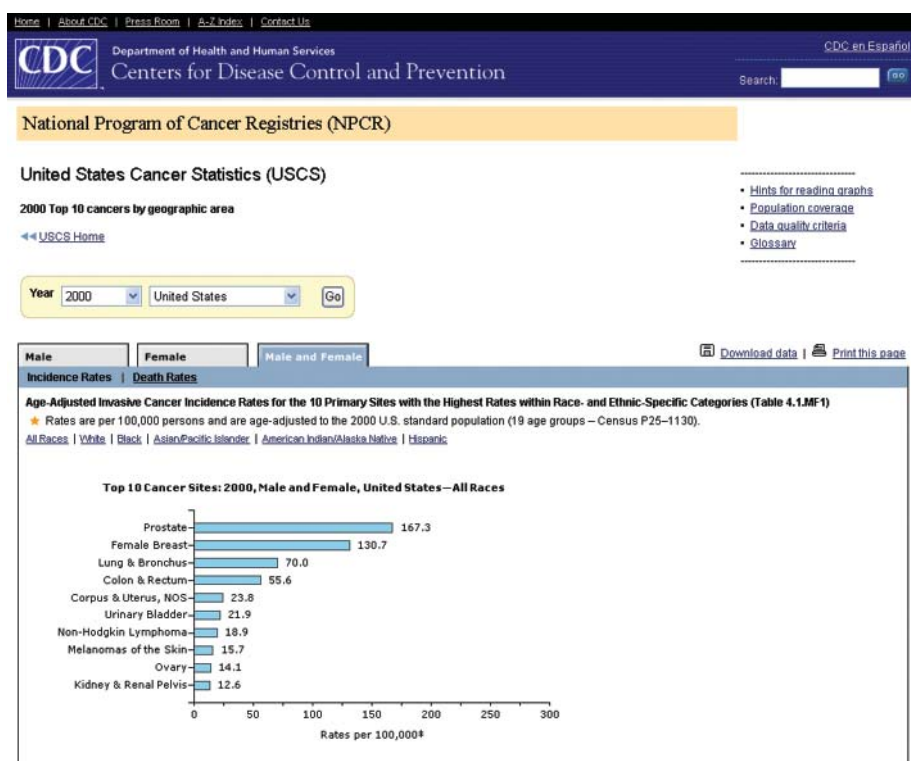 Home | About CDC | Press Room | A-Z Index | Contact Us
CDC
Department of Health and Human Services
Centers for Disease Control and Prevention
CDC en Español
Search: GO
National Program of Cancer Registries (NPCR)
United States Cancer Statistics (USCS)
2000 Top 10 cancers by geographic area
USCS Home
• Hints for reading graphs
• Population coverage
• Data quality criteria
• Glossary
Year 2000 United States Go
Male Female Male and Female
Download data | Print this page
Incidence Rates | Death Rates
Age-Adjusted Invasive Cancer Incidence Rates for the 10 Primary Sites with the Highest Rates within Race- and Ethnic-Specific Categories (Table 4.1.MF1)
Rates are per 100,000 persons and are age-adjusted to the 2000 U.S. standard population (19 age groups – Census P25–1130).
All Races | White | Black | Asian/Pacific Islander | American Indian/Alaska Native | Hispanic
Top 10 Cancer Sites: 2000, Male and Female, United States—All Races
Prostate 167.3
Female Breast 130.7
Lung & Bronchus 70.0
Colon & Rectum 55.6
Corpus & Uterus, NOS 23.8
Urinary Bladder 21.9
Non-Hodgkin Lymphoma 18.9
Melanomas of the Skin 15.7
Ovary 14.1
Kidney & Renal Pelvis 12.6
0 50 100 150 200 250 300
Rates per 100,000‡